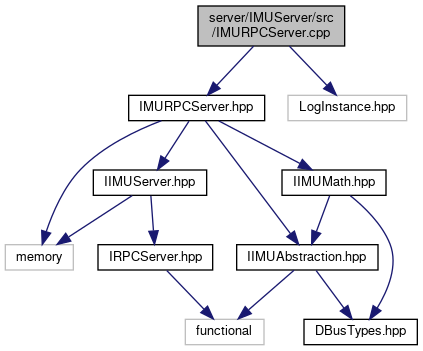 server/IMUServer/src
/IMURPCServer.cpp
IMURPCServer.hpp
LogInstance.hpp
IIMUServer.hpp
IIMUMath.hpp
memory
IRPCServer.hpp
IIMUAbstraction.hpp
functional
DBusTypes.hpp